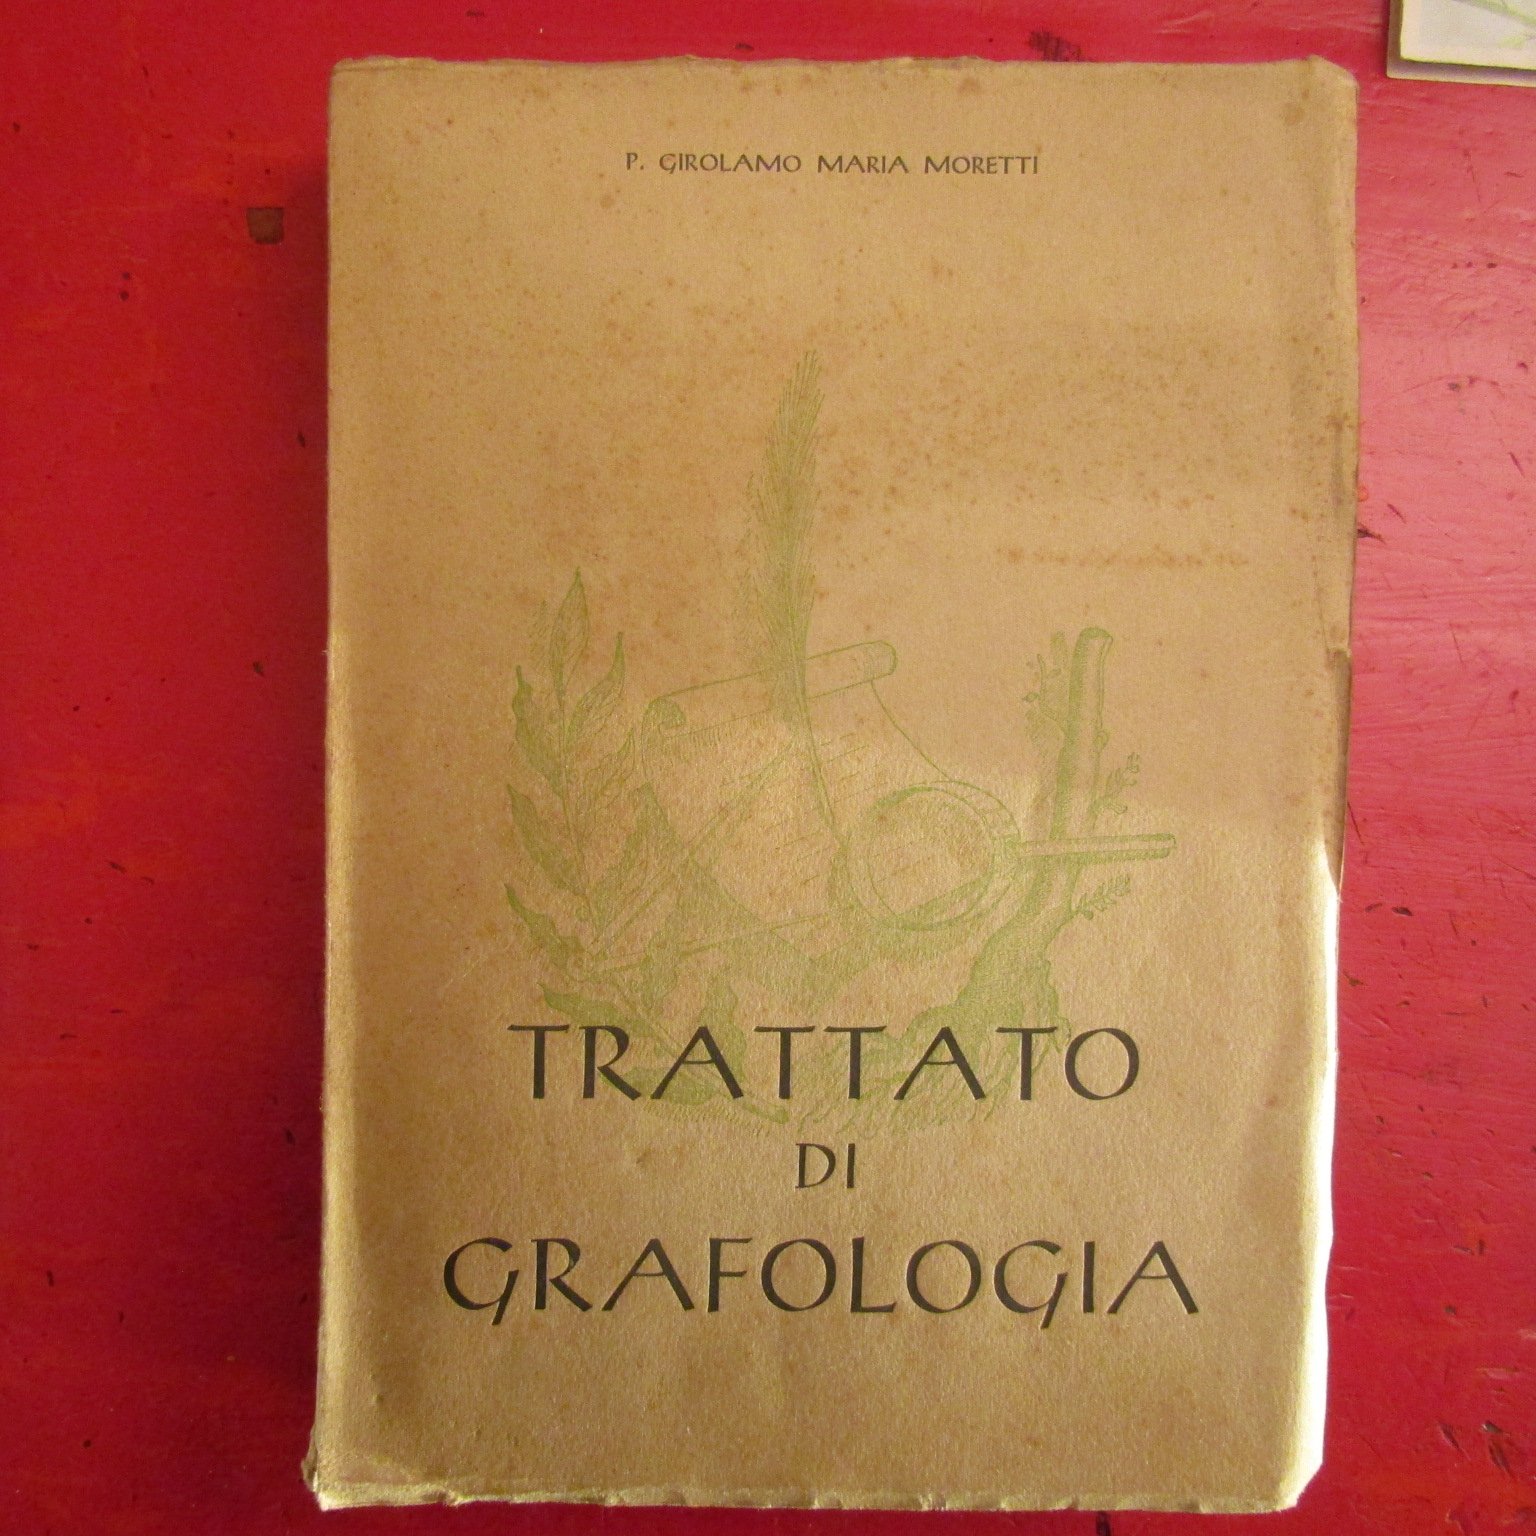 P. GIROLAMO MARIA MORETTI
TRATTATO
DI
GRAFOLOGIA